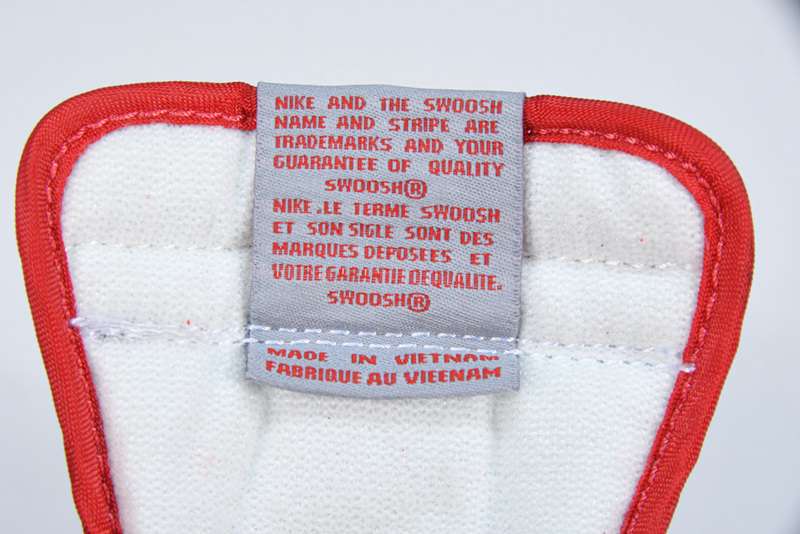 NIKE AND THE SWOOSH
NAME AND STRIPE ARE
TRADEMARKS AND YOUR
GUARANTEE OF QUALITY
SWOOSH®
NIKE.LE TERME SWOOSH
ET SON SIGLE SONT DES
MARQUES DEPOSEES ET
VOTRE GARANTIE DEQUALITE.
SWOOSH®
MADE IN VIETNAM
FABRIQUE AU VIEENAM